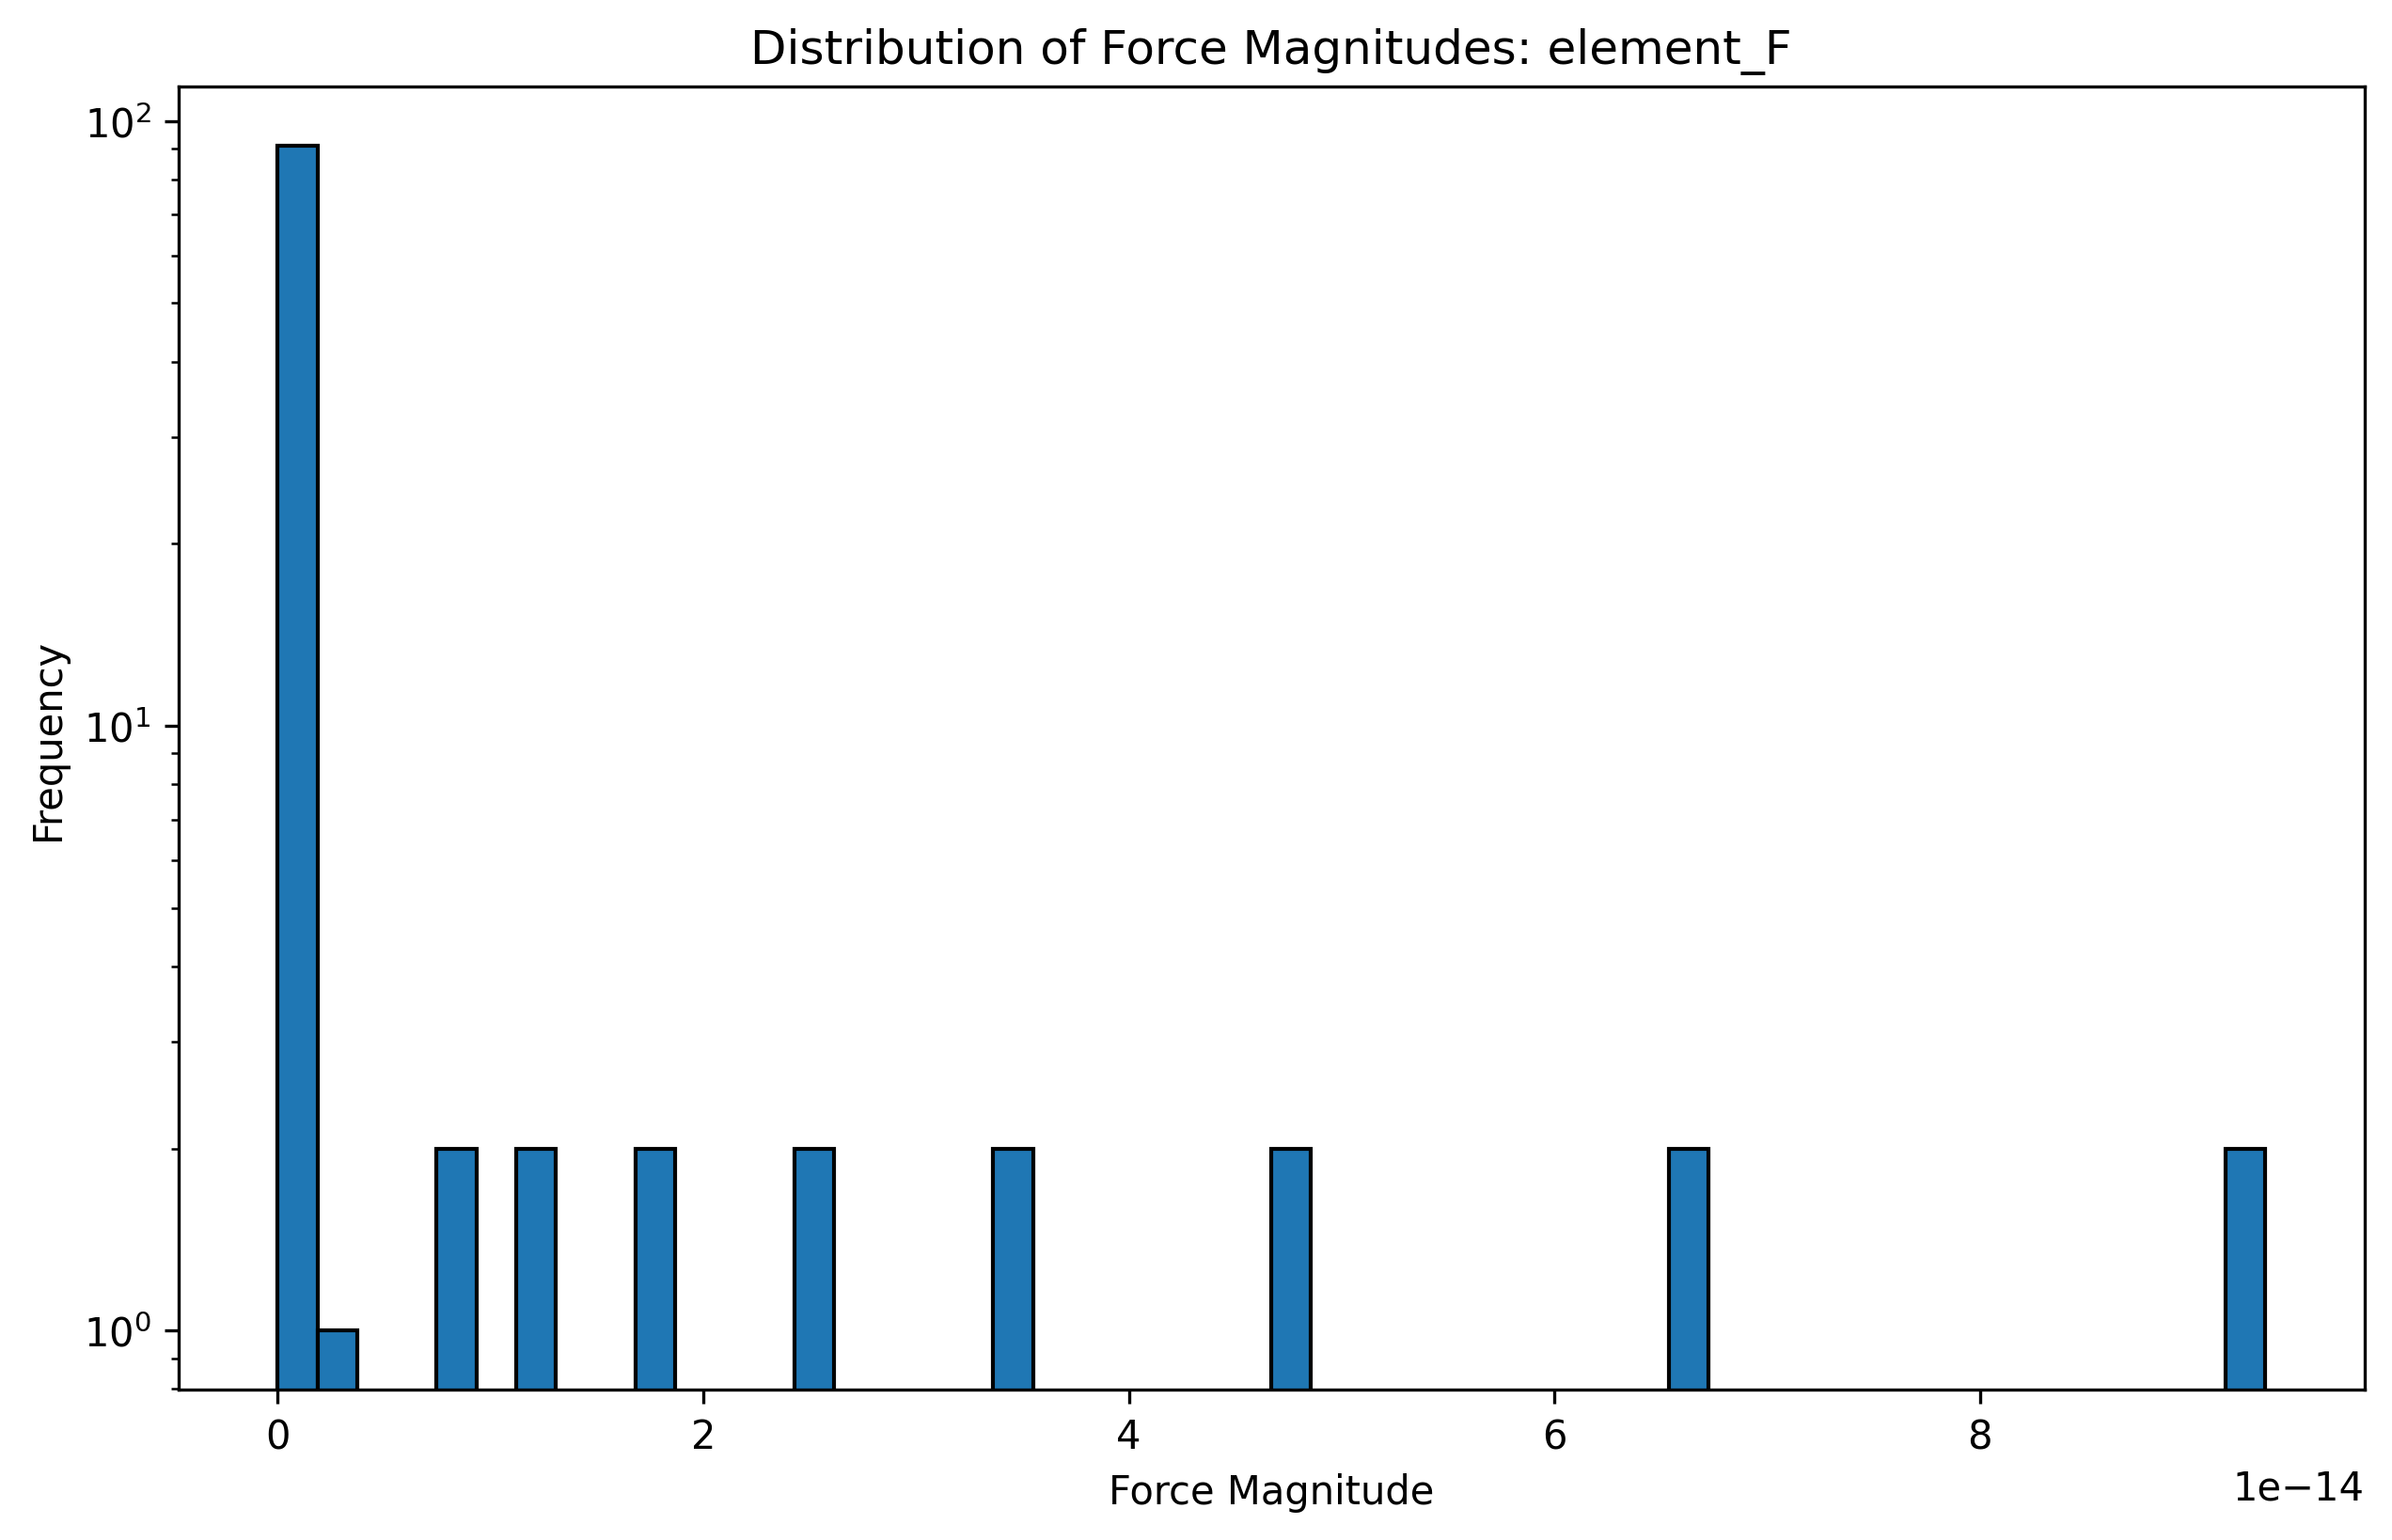 Distribution of Force Magnitudes: element_F
10²
10¹
10⁰
Frequency
0 2 4 6 8
1e−14
Force Magnitude